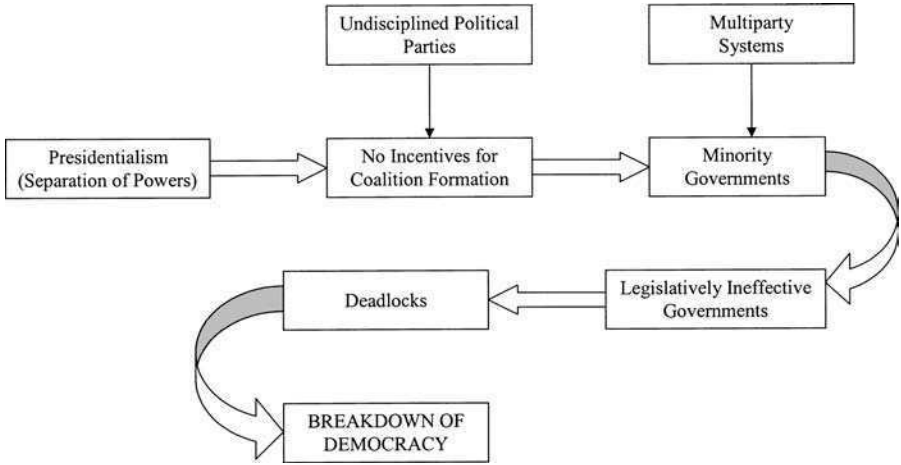 Undisciplined Political
Parties
Multiparty
Systems
Presidentialism
(Separation of Powers)
No Incentives for
Coalition Formation
Minority
Governments
Legislatively Ineffective
Governments
Deadlocks
BREAKDOWN OF
DEMOCRACY